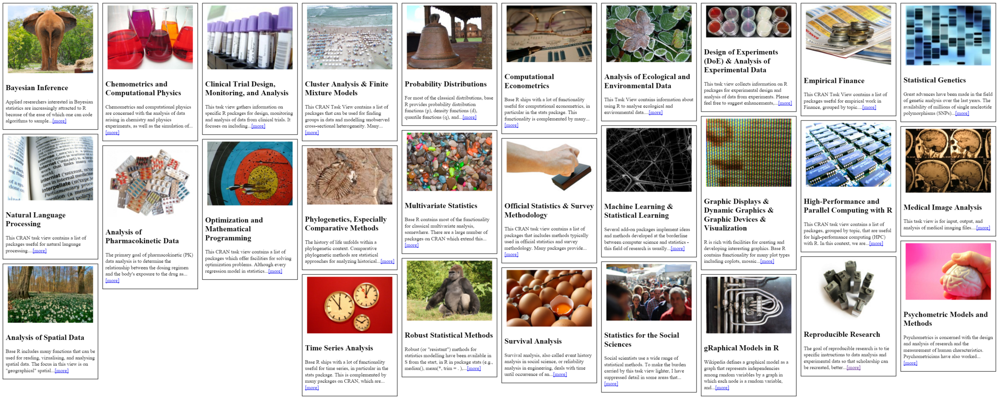 Bayesian Inference
Applied researchers interested in Bayesian
statistics are increasingly attracted to R
because of the ease of which one can code
algorithms to sample...[more]
internet
internist
interpellate
Natural Language
Processing
This CRAN task view contains a list of
packages useful for natural language
processing....[more]
Analysis of Spatial Data
Base R includes many functions that can be
used for reading, vizualising, and analysing
spatial data. The focus in this view is on
"geographical" spatial...[more]
Chemometrics and
Computational Physics
Chemometrics and computational physics
are concerned with the analysis of data
arising in chemistry and physics
experiments, as well as the simulation of...
[more]
Analysis of
Pharmacokinetic Data
The primary goal of pharmacokinetic (PK)
data analysis is to determine the
relationship between the dosing regimen
and the body's exposure to the drug as...
[more]
Clinical Trial Design,
Monitoring, and Analysis
This task view gathers information on
specific R packages for design, monitoring
and analysis of data from clinical trials. It
focuses on including...[more]
Optimization and
Mathematical
Programming
This CRAN task view contains a list of
packages which offer facilities for solving
optimization problems. Although every
regression model in statistics...[more]
Cluster Analysis & Finite
Mixture Models
This CRAN Task View contains a list of
packages that can be used for finding
groups in data and modelling unobserved
cross-sectional heterogeneity. Many...
[more]
Phylogenetics, Especially
Comparative Methods
The history of life unfolds within a
phylogenetic context. Comparative
phylogenetic methods are statistical
approaches for analyzing historical...[more]
Time Series Analysis
Base R ships with a lot of functionality
useful for time series, in particular in the
stats package. This is complemented by
many packages on CRAN, which are...
[more]
Probability Distributions
For most of the classical distributions, base
R provides probability distribution
functions (p), density functions (d),
quantile functions (q), and...[more]
Multivariate Statistics
Base R contains most of the functionality
for classical multivariate analysis,
somewhere. There are a large number of
packages on CRAN which extend this...
[more]
Robust Statistical Methods
Robust (or "resistant") methods for
statistics modelling have been available in
S from the start, in R in package stats (e.g.,
median(), mean(*, trim = . ),...[more]
Computational
Econometrics
Base R ships with a lot of functionality
useful for computational econometrics, in
particular in the stats package. This
functionality is complemented by many...
[more]
Official Statistics & Survey
Methodology
This CRAN task view contains a list of
packages that includes methods typically
used in official statistics and survey
methodology. Many packages provide...
[more]
Survival Analysis
Survival analysis, also called event history
analysis in social science, or reliability
analysis in engineering, deals with time
until occurrence of an...[more]
Analysis of Ecological and
Environmental Data
This Task View contains information about
using R to analyse ecological and
environmental data....[more]
Machine Learning &
Statistical Learning
Several add-on packages implement ideas
and methods developed at the borderline
between computer science and statistics -
this field of research is usually...[more]
Statistics for the Social
Sciences
Social scientists use a wide range of
statistical methods. To make the burden
carried by this task view lighter, I have
suppressed detail in some areas that...
[more]
Design of Experiments
(DoE) & Analysis of
Experimental Data
This task view collects information on R
packages for experimental design and
analysis of data from experiments. Please
feel free to suggest enhancements,...[more]
Graphic Displays &
Dynamic Graphics &
Graphic Devices &
Visualization
R is rich with facilities for creating and
developing interesting graphics. Base R
contains functionality for many plot types
including coplots, mosaic...[more]
gRaphical Models in R
Wikipedia defines a graphical model as a
graph that represents independencies
among random variables by a graph in
which each node is a random variable,
and...[more]
Empirical Finance
This CRAN Task View contains a list of
packages useful for empirical work in
Finance, grouped by topic....[more]
High-Performance and
Parallel Computing with R
This CRAN task view contains a list of
packages, grouped by topic, that are useful
for high-performance computing (HPC)
with R. In this context, we are...[more]
Reproducible Research
The goal of reproducible research is to tie
specific instructions to data analysis and
experimental data so that scholarship can
be recreated, better...[more]
Statistical Genetics
Great advances have been made in the field
of genetic analysis over the last years. The
availability of millions of single nucleotide
polymorphisms (SNPs)...[more]
Medical Image Analysis
This task view is for input, output, and
analysis of medical imaging files....[more]
Psychometric Models and
Methods
Psychometrics is concerned with the design
and analysis of research and the
measurement of human characteristics.
Psychometricians have also worked...
[more]